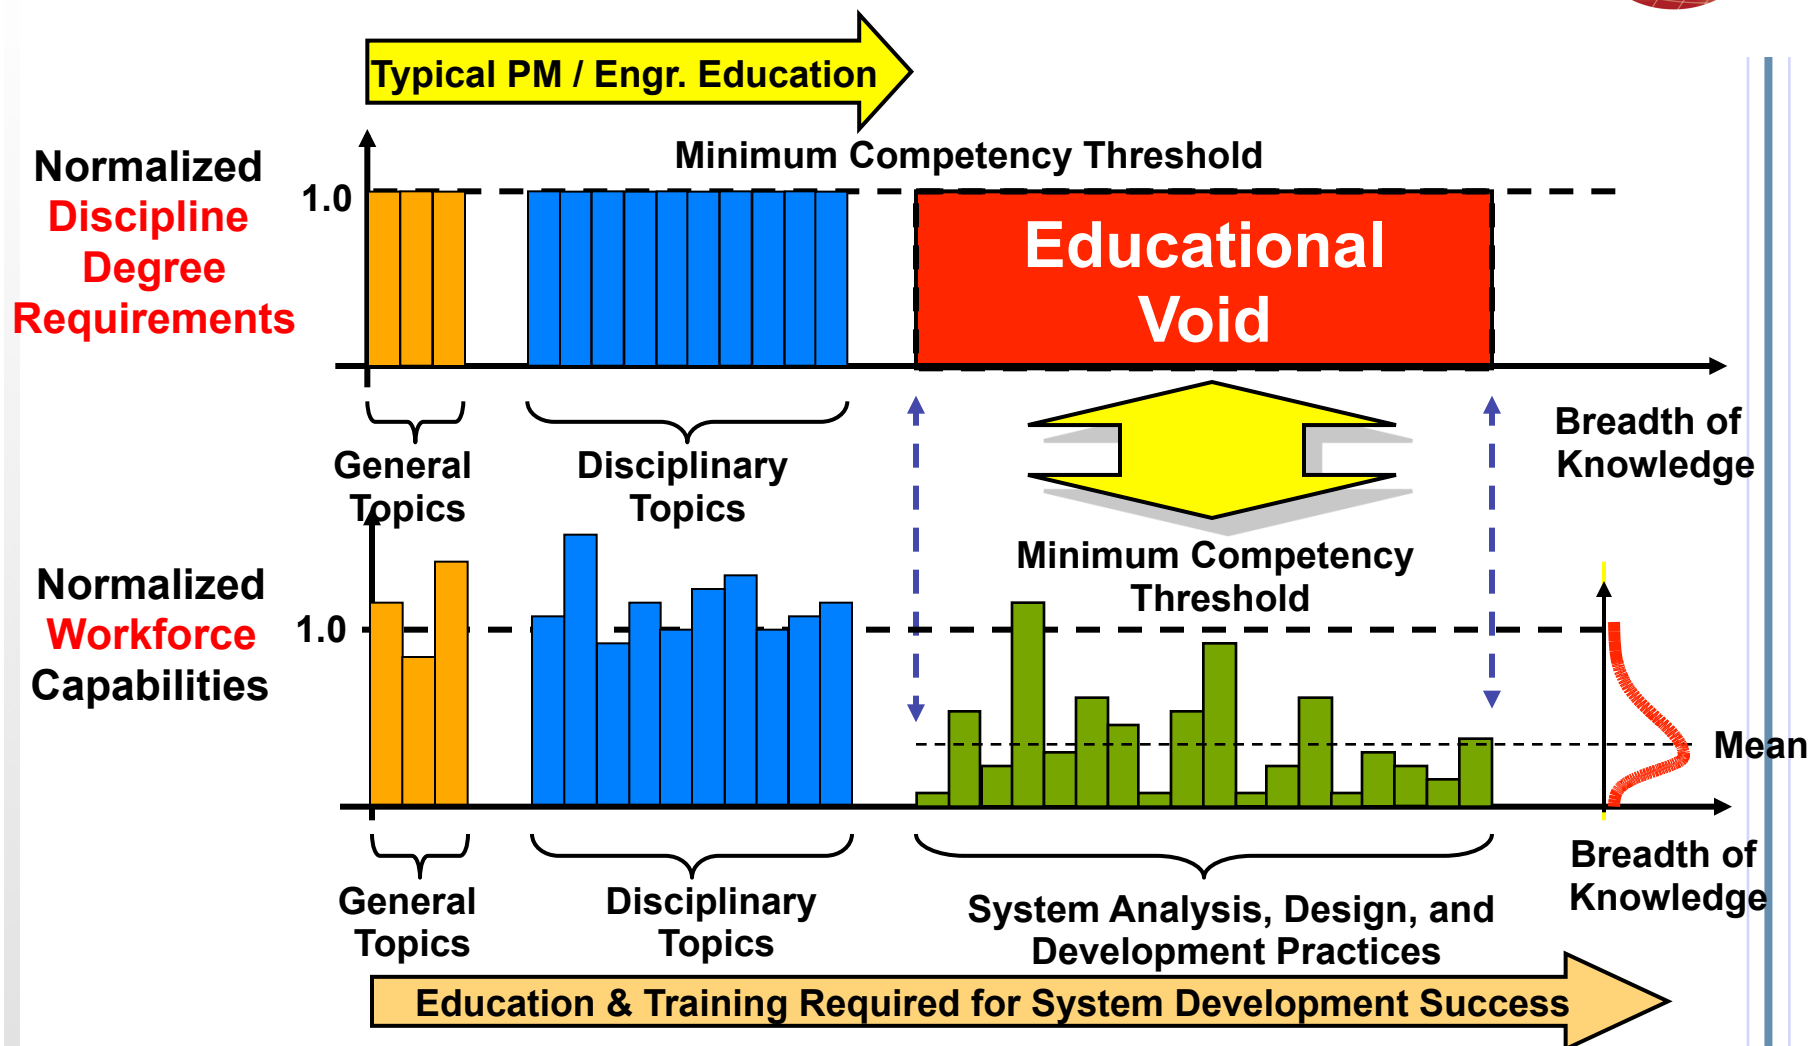 Typical PM / Engr. Education
Minimum Competency Threshold
Normalized
Discipline
Degree
Requirements
1.0
Educational
Void
General
Topics
Disciplinary
Topics
Breadth of
Knowledge
Normalized
Workforce
Capabilities
1.0
Minimum Competency
Threshold
Mean
General
Topics
Disciplinary
Topics
System Analysis, Design, and
Development Practices
Breadth of
Knowledge
Education & Training Required for System Development Success